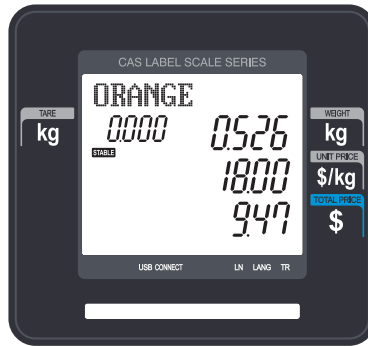 CAS LABEL SCALE SERIES
ORANGE
TARE
kg
0.000
0.526
WEIGHT
kg
STABLE
18.00
UNIT PRICE
$/kg
9.47
TOTAL PRICE
$
USB CONNECT LN LANG TR